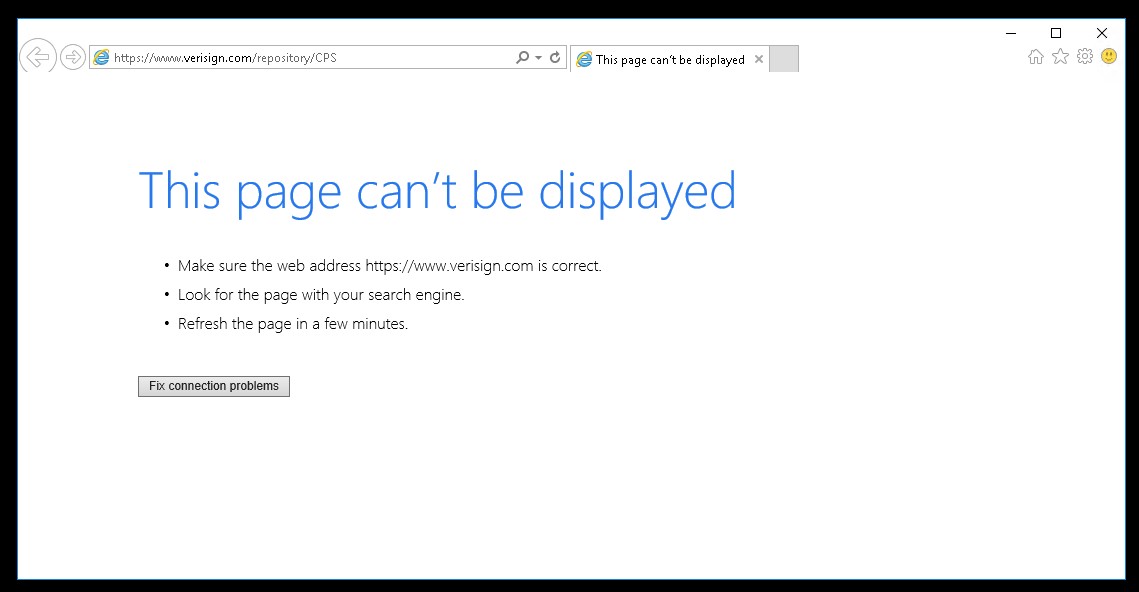 https://www.verisign.com/repository/CPS
This page can't be displayed
This page can't be displayed
• Make sure the web address https://www.verisign.com is correct.
• Look for the page with your search engine.
• Refresh the page in a few minutes.
Fix connection problems